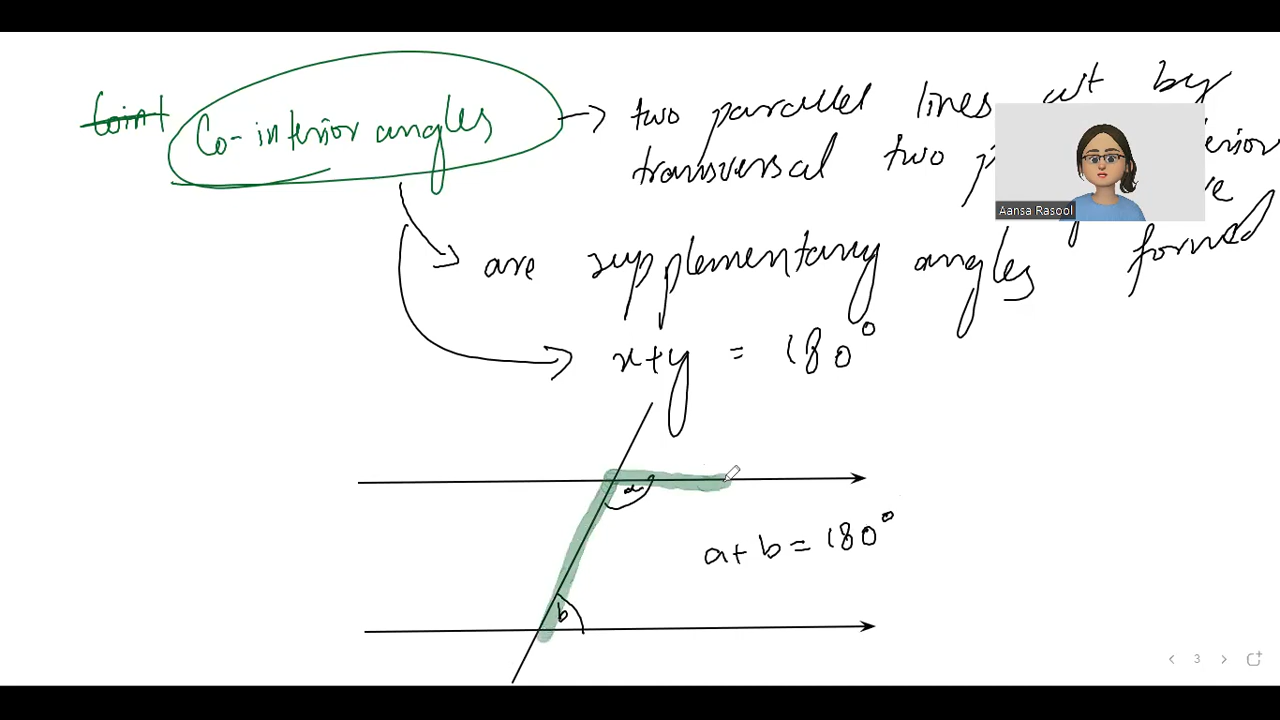 Co-interior angles → two parallel lines cut by
transversal two p erior
are supplementary angles formed
x+y = 180°
a
a+b=180°
b
Aansa Rasool
3